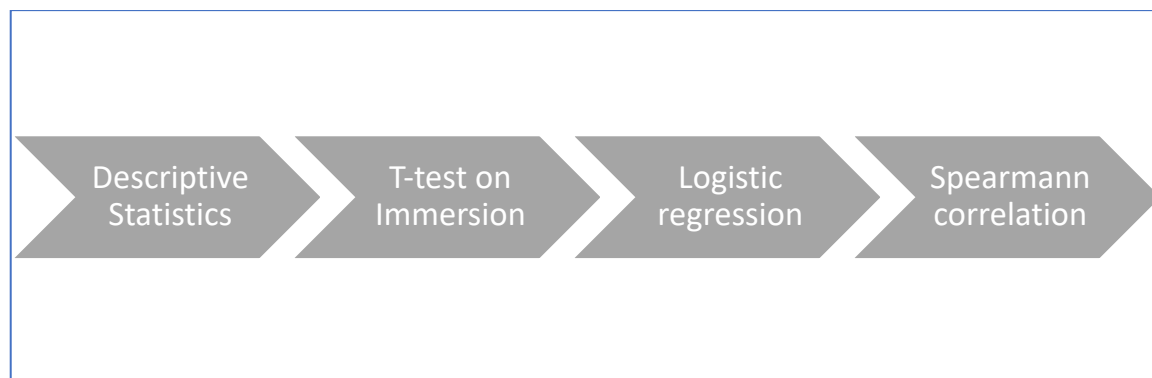 Descriptive
Statistics
T-test on
Immersion
Logistic
regression
Spearmann
correlation